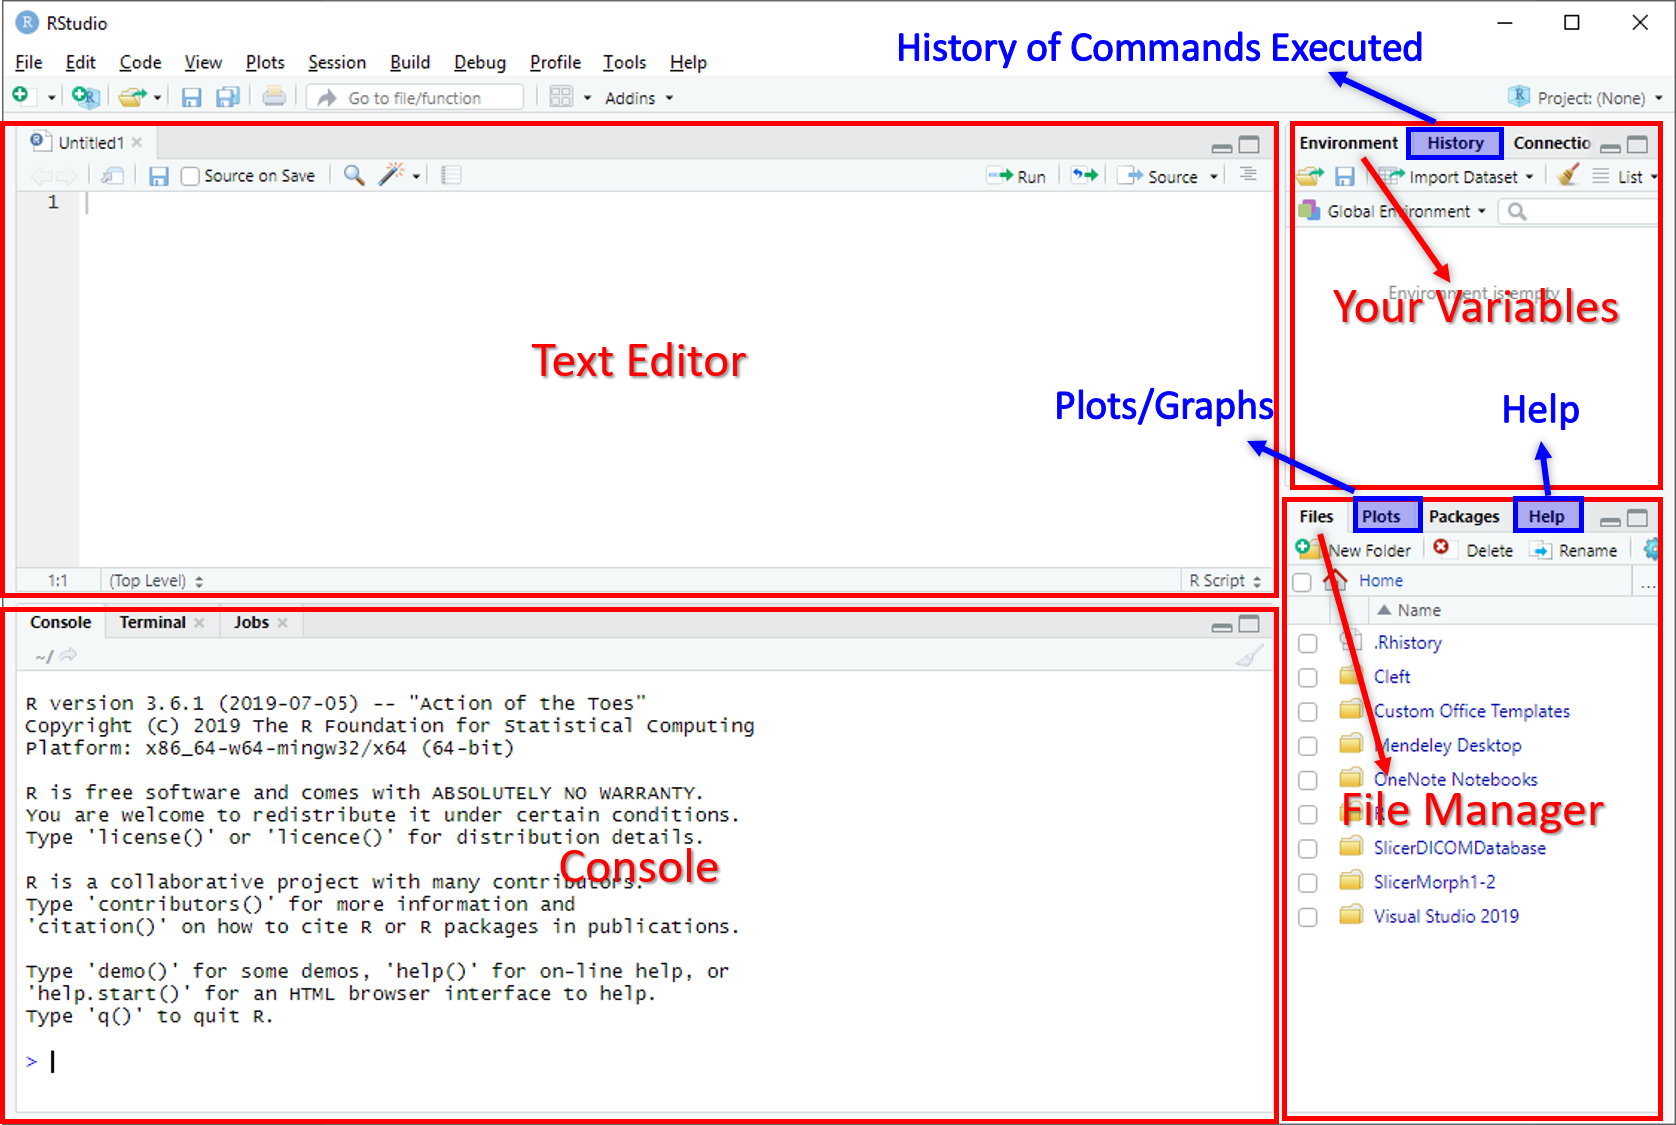 RStudio
History of Commands Executed
File Edit Code View Plots Session Build Debug Profile Tools Help
Go to file/function Addins Project: (None)
Untitled1
Source on Save Run Source
1
Text Editor
1:1 (Top Level) R Script
Environment History Connectio
Import Dataset List
Global Environment
Environment is empty
Your Variables
Plots/Graphs
Help
Console Terminal Jobs
~/
R version 3.6.1 (2019-07-05) -- "Action of the Toes"
Copyright (C) 2019 The R Foundation for Statistical Computing
Platform: x86_64-w64-mingw32/x64 (64-bit)
R is free software and comes with ABSOLUTELY NO WARRANTY.
You are welcome to redistribute it under certain conditions.
Type 'license()' or 'licence()' for distribution details.
Console
R is a collaborative project with many contributors.
Type 'contributors()' for more information and
'citation()' on how to cite R or R packages in publications.
Type 'demo()' for some demos, 'help()' for on-line help, or
'help.start()' for an HTML browser interface to help.
Type 'q()' to quit R.
>
Files Plots Packages Help
New Folder Delete Rename
Home ...
Name
.Rhistory
Cleft
Custom Office Templates
Mendeley Desktop
OneNote Notebooks
R
File Manager
SlicerDICOMDatabase
SlicerMorph1-2
Visual Studio 2019